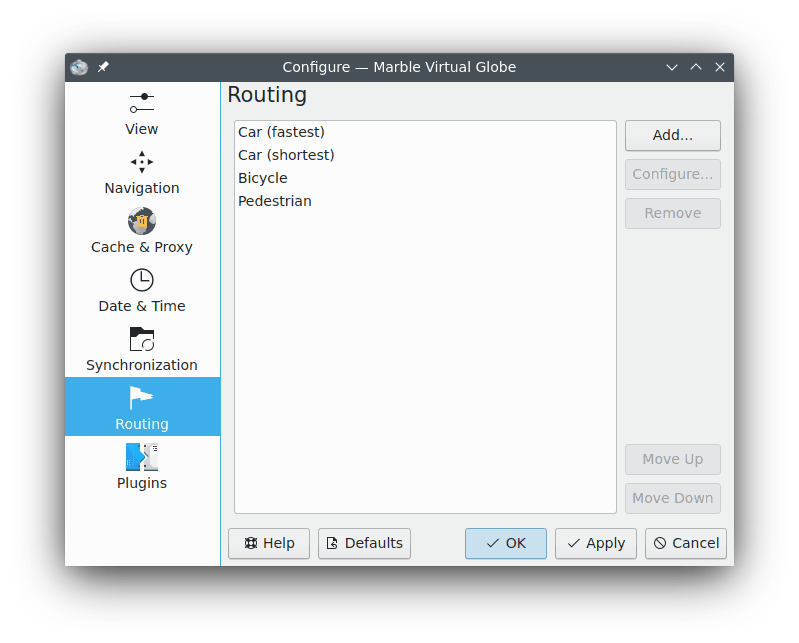 Configure — Marble Virtual Globe
View
Navigation
Cache & Proxy
Date & Time
Synchronization
Routing
Plugins
Routing
Car (fastest)
Car (shortest)
Bicycle
Pedestrian
Add...
Configure...
Remove
Move Up
Move Down
Help
Defaults
OK
Apply
Cancel